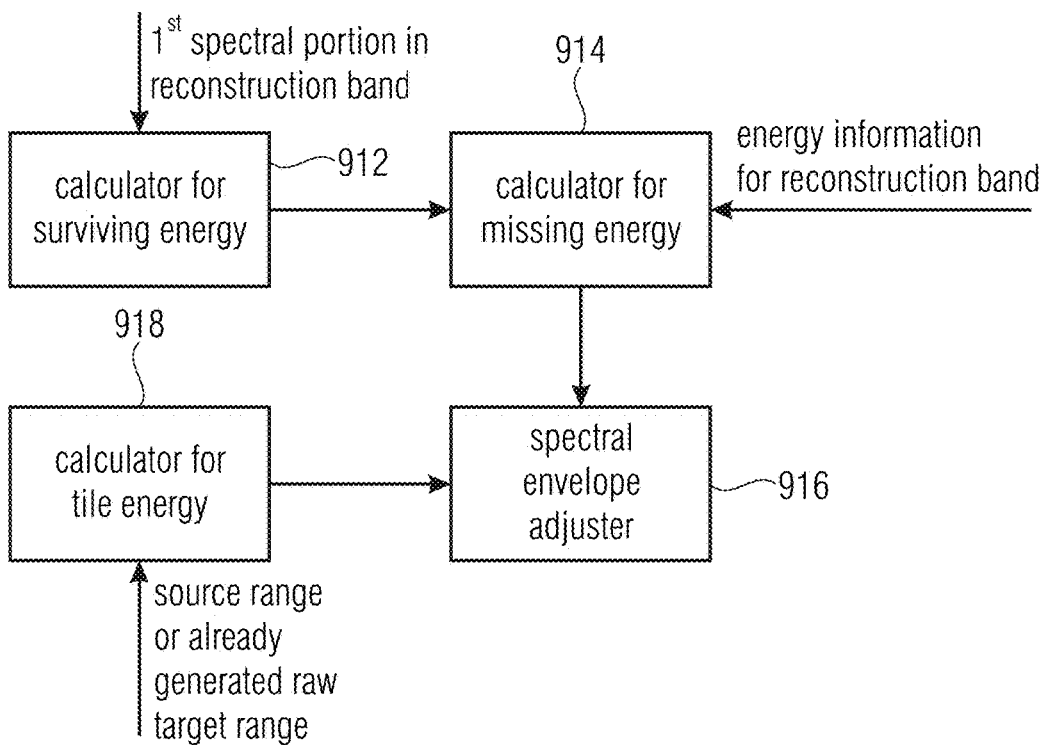 1st spectral portion in
reconstruction band
914
energy information
for reconstruction band
912
calculator for
surviving energy
calculator for
missing energy
918
calculator for
tile energy
spectral
envelope
adjuster
916
source range
or already
generated raw
target range